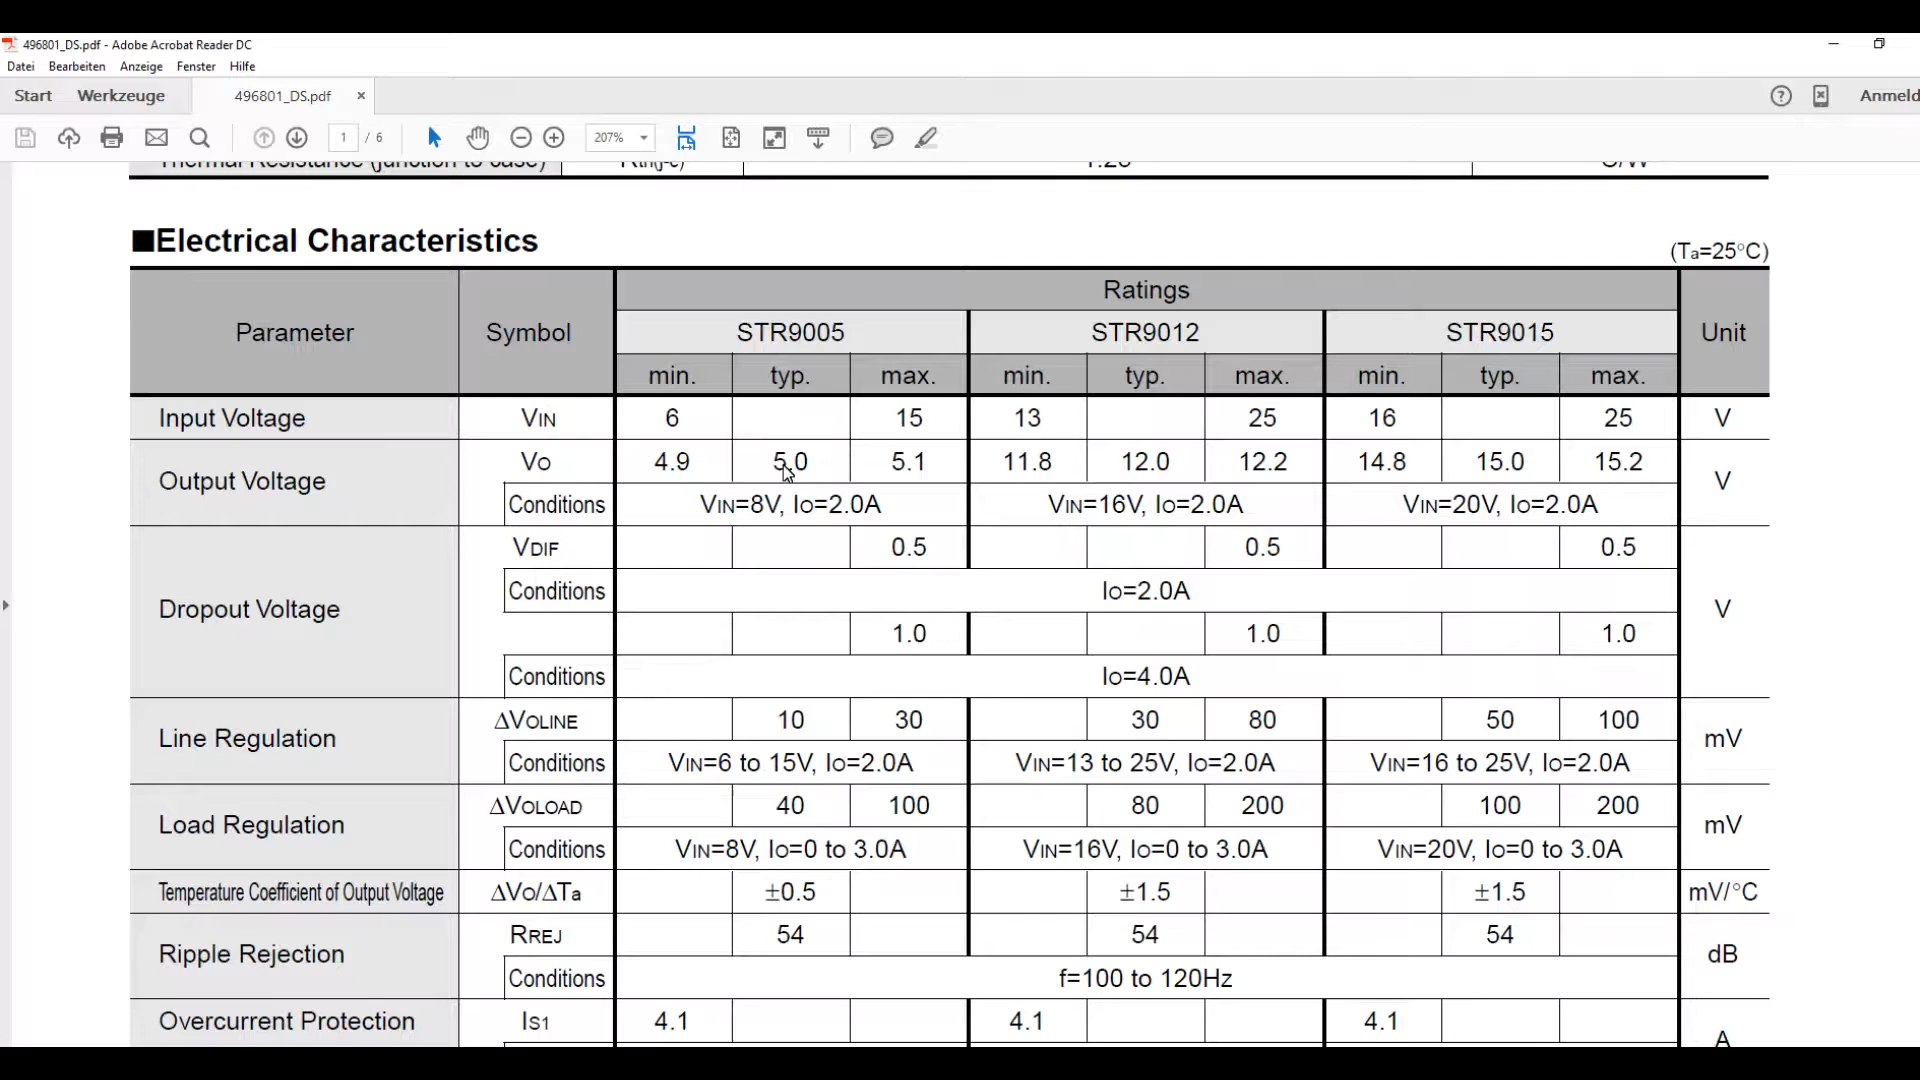 496801_DS.pdf - Adobe Acrobat Reader DC
Datei Bearbeiten Anzeige Fenster Hilfe
Start Werkzeuge 496801_DS.pdf × Anmeld
1 / 6 207%
Thermal Resistance (junction to case) Rth(j-c) °C/W
■Electrical Characteristics
(Ta=25°C)
Parameter Symbol Ratings Unit
STR9005 STR9012 STR9015
min. typ. max. min. typ. max. min. typ. max.
Input Voltage VIN 6 15 13 25 16 25 V
Output Voltage VO 4.9 5.0 5.1 11.8 12.0 12.2 14.8 15.0 15.2 V
Conditions VIN=8V, IO=2.0A VIN=16V, IO=2.0A VIN=20V, IO=2.0A
Dropout Voltage VDIF 0.5 0.5 0.5 V
Conditions IO=2.0A
1.0 1.0 1.0
Conditions IO=4.0A
Line Regulation ΔVOLINE 10 30 30 80 50 100 mV
Conditions VIN=6 to 15V, IO=2.0A VIN=13 to 25V, IO=2.0A VIN=16 to 25V, IO=2.0A
Load Regulation ΔVOLOAD 40 100 80 200 100 200 mV
Conditions VIN=8V, IO=0 to 3.0A VIN=16V, IO=0 to 3.0A VIN=20V, IO=0 to 3.0A
Temperature Coefficient of Output Voltage ΔVO/ΔTa ±0.5 ±1.5 ±1.5 mV/°C
Ripple Rejection RREJ 54 54 54 dB
Conditions f=100 to 120Hz
Overcurrent Protection IS1 4.1 4.1 4.1 A